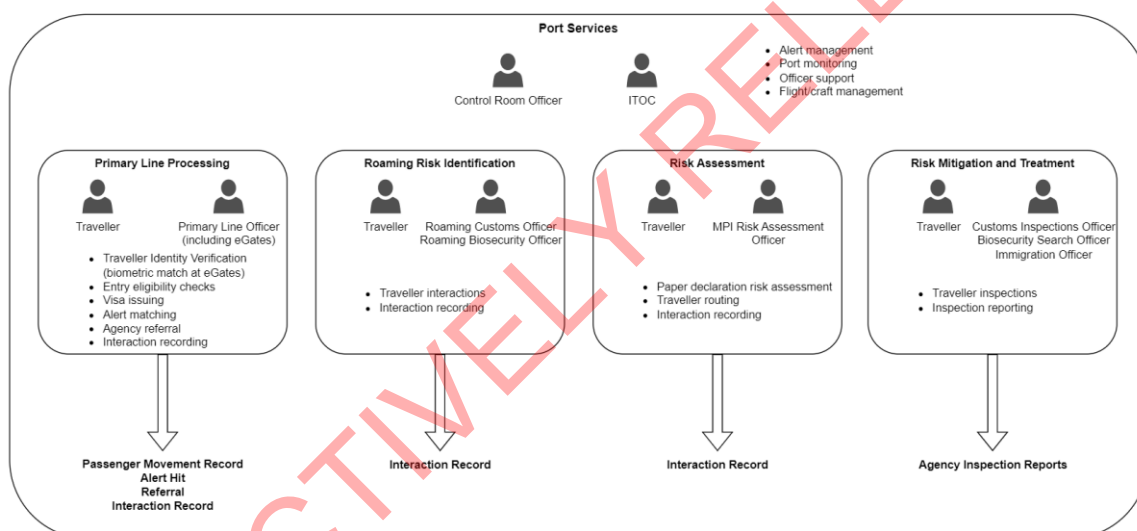 Port Services
Control Room Officer
ITOC
• Alert management
• Port monitoring
• Officer support
• Flight/craft management
Primary Line Processing
Traveller
Primary Line Officer
(including eGates)
• Traveller Identity Verification
(biometric match at eGates)
• Entry eligibility checks
• Visa issuing
• Alert matching
• Agency referral
• Interaction recording
Passenger Movement Record
Alert Hit
Referral
Interaction Record
Roaming Risk Identification
Traveller
Roaming Customs Officer
Roaming Biosecurity Officer
• Traveller interactions
• Interaction recording
Interaction Record
Risk Assessment
Traveller
MPI Risk Assessment
Officer
• Paper declaration risk assessment
• Traveller routing
• Interaction recording
Interaction Record
Risk Mitigation and Treatment
Traveller
Customs Inspections Officer
Biosecurity Search Officer
Immigration Officer
• Traveller inspections
• Inspection reporting
Agency Inspection Reports
CTIVELY REL